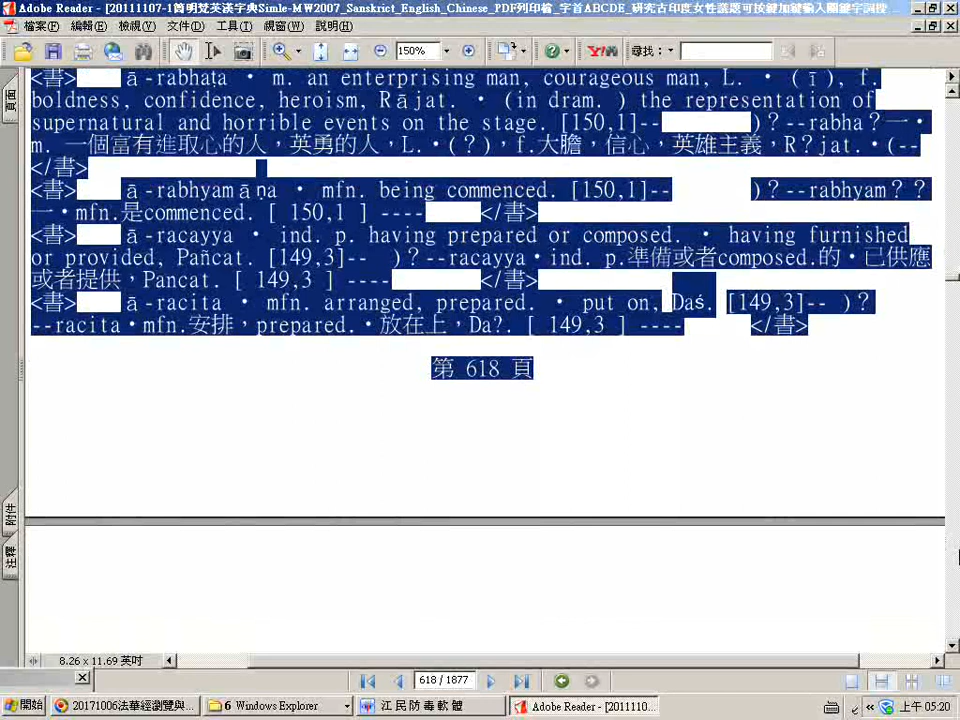 Adobe Reader - [20111107-1簡明梵英漢字典Simle-MW2007_Sanskrict_English_Chinese_PDF列印檔_字首ABCDE_研究古印度女性議題可按鍵加鍵輸入關鍵字詞搜
檔案(F) 編輯(E) 檢視(V) 文件(D) 工具(T) 視窗(W) 說明(H)
150% 尋找：
頁面
<書> ā-rabhaṭa ‧ m. an enterprising man, courageous man, L. ‧ (ī), f.
boldness, confidence, heroism, Rājat. ‧ (in dram. ) the representation of
supernatural and horrible events on the stage. [150,1]-- )？--rabha？一‧
m. 一個富有進取心的人，英勇的人，L.‧(？)，f.大膽，信心，英雄主義，R？jat.‧(--
</書>
<書> ā-rabhyamāṇa ‧ mfn. being commenced. [150,1]-- )？--rabhyam？？
一‧mfn.是commenced. [ 150,1 ] ---- </書>
<書> ā-racayya ‧ ind. p. having prepared or composed. ‧ having furnished
or provided, Pañcat. [149,3]-- )？--racayya‧ind. p.準備或者composed.的‧已供應
或者提供，Pancat. [ 149,3 ] ---- </書>
<書> ā-racita ‧ mfn. arranged, prepared. ‧ put on, Daś. [149,3]-- )？
--racita‧mfn.安排，prepared.‧放在上，Da?. [ 149,3 ] ---- </書>
第 618 頁
附件
注釋
8.26 x 11.69 英吋
618 / 1877
開始 20171006法華經瀏覽與... 6 Windows Explorer 江民防毒軟體 Adobe Reader - [2011110... 上午 05:20